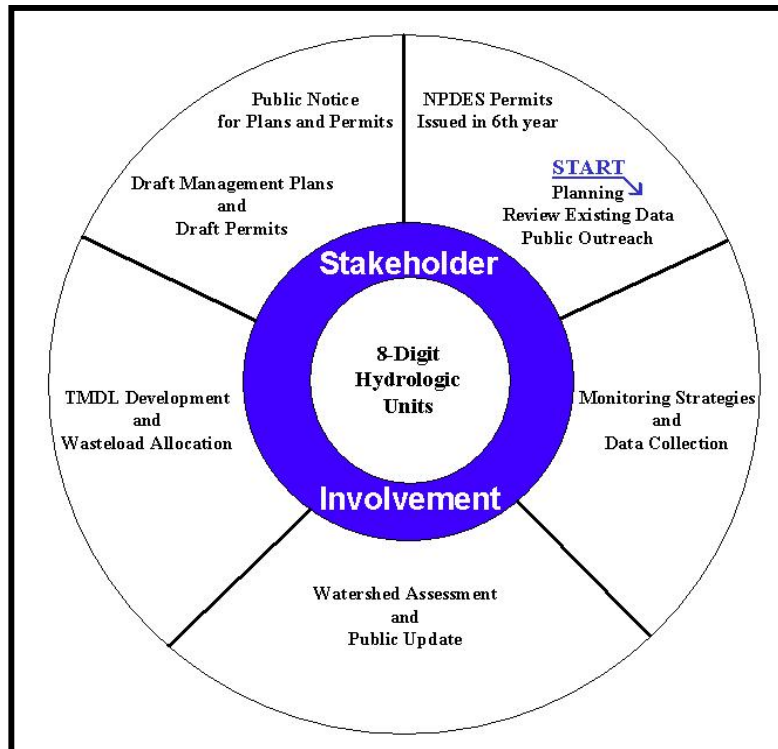 NPDES Permits
Issued in 6th year
START
Planning
Review Existing Data
Public Outreach
Monitoring Strategies
and
Data Collection
Watershed Assessment
and
Public Update
TMDL Development
and
Wasteload Allocation
Draft Management Plans
and
Draft Permits
Public Notice
for Plans and Permits
Stakeholder
Involvement
8-Digit
Hydrologic
Units